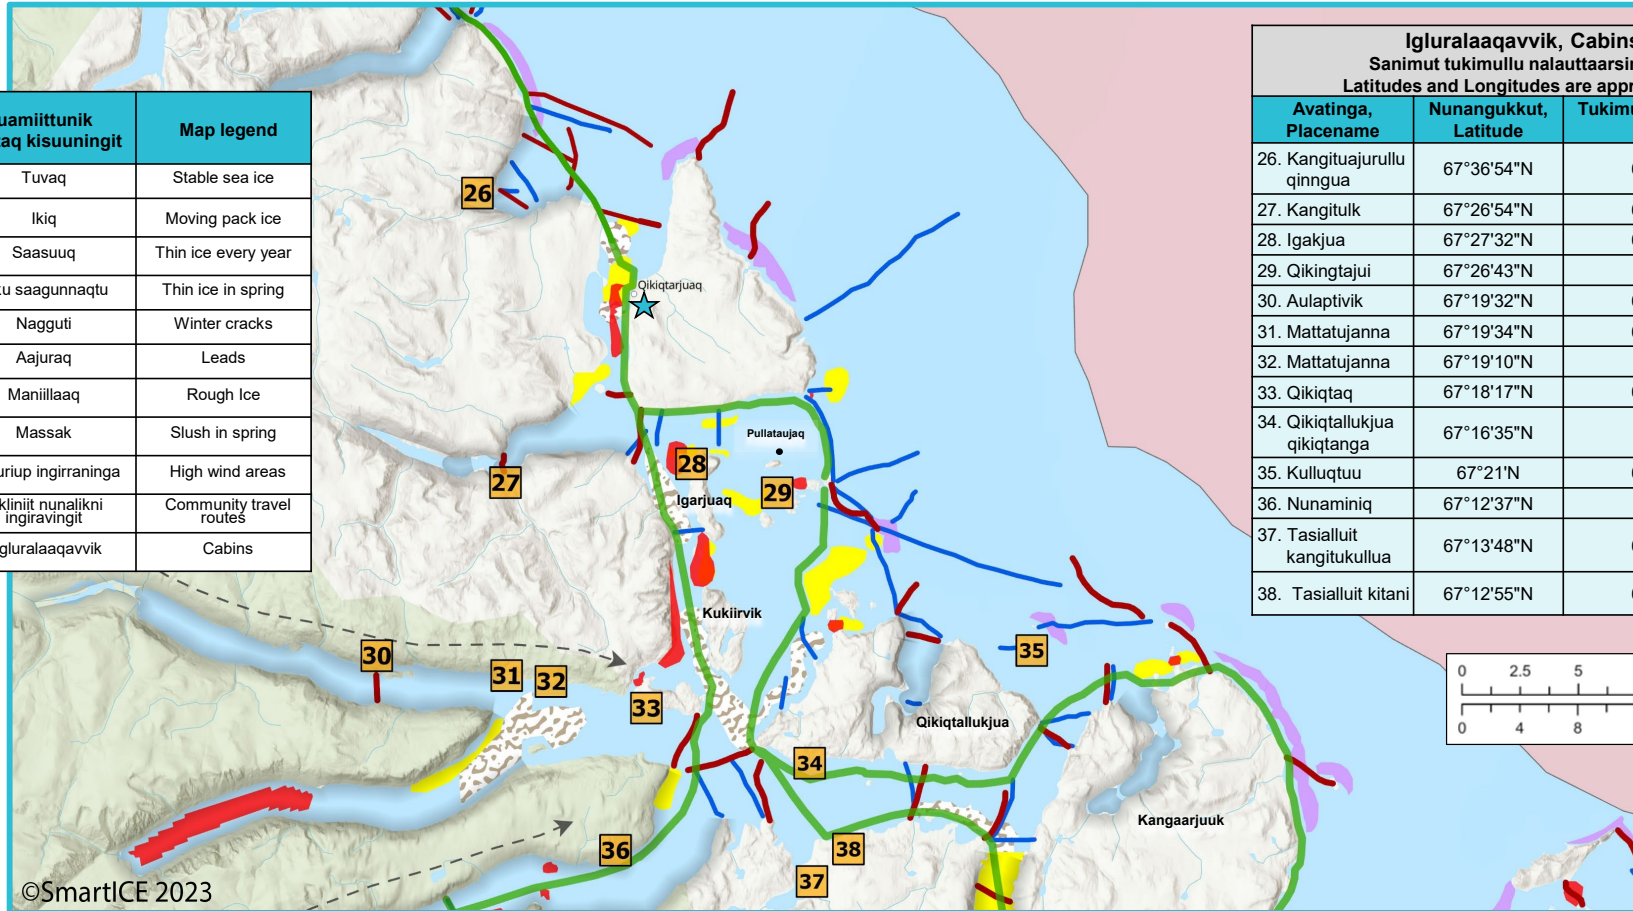 Map legend
Tuvaq Stable sea ice
Ikiq Moving pack ice
Saasuuq Thin ice every year
saagunnaqtu Thin ice in spring
Nagguti Winter cracks
Aajuraq Leads
Maniillaaq Rough Ice
Massak Slush in spring
ingirraninga High wind areas
nunalikni Community travel
ingiravingit routes
Cabins
Igluralaaqavvik,
Sanimut tukimullu
Latitudes and Longitudes are
Avatinga, Nunangukkut,
Placename Latitude
26. Kangituajurullu
qinngua 67°36'54"N
27. Kangitulk 67°26'54"N
28. Igakjua 67°27'32"N
29. Qikingtajui 67°26'43"N
30. Aulaptivik 67°19'32"N
31. Mattatujanna 67°19'34"N
32. Mattatujanna 67°19'10"N
33. Qikiqtaq 67°18'17"N
34. Qikiqtallukjua
qikiqtanga 67°16'35"N
35. Kulluqtuu 67°21'N
36. Nunaminiq 67°12'37"N
37. Tasialluit
kangitukullua 67°13'48"N
38. Tasialluit kitani 67°12'55"N
26
Qikiqtarjuaq
Pullataujaq
28
27
29
Igarjuaq
Kukiirvik
30
31
32
33
35
Qikiqtallukjua
34
0 2.5 5
0 4 8
Kangaarjuuk
36
38
37
©SmartICE 2023